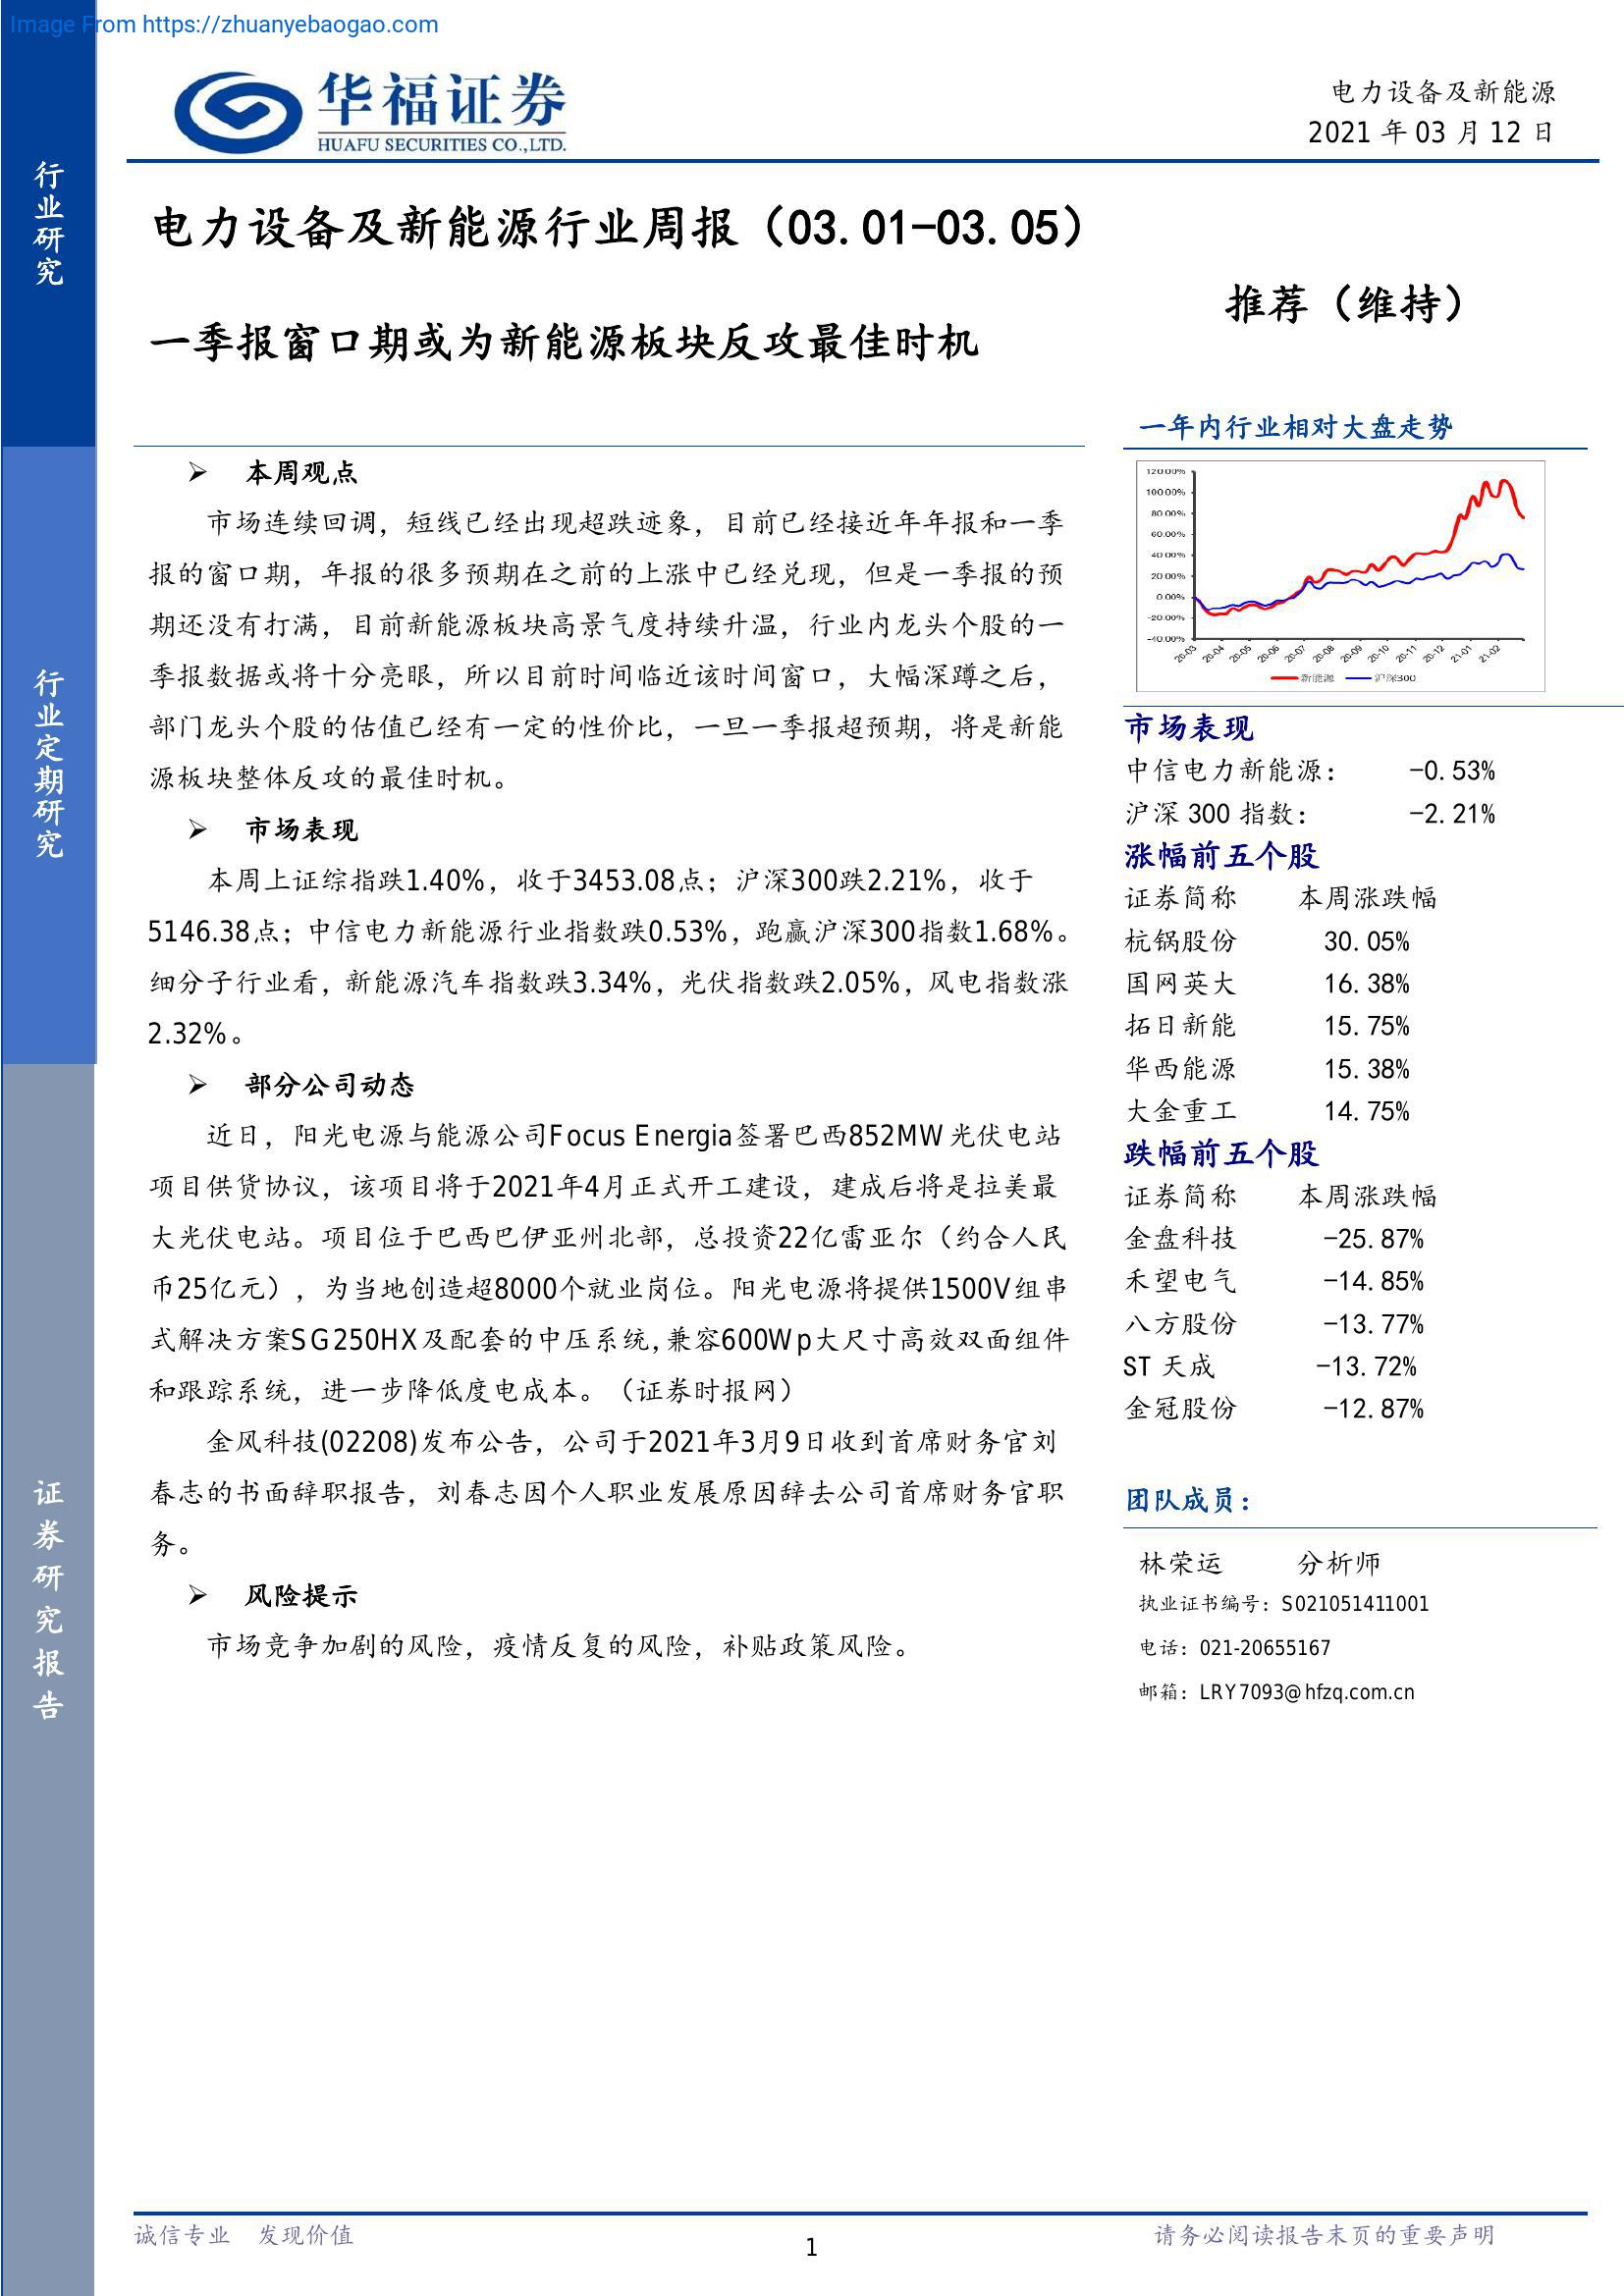 Image From https://zhuanyebaogao.com
行业研究
行业定期研究
证券研究报告
华福证券
HUAFU SECURITIES CO.,LTD.
电力设备及新能源
2021 年 03 月 12 日
电力设备及新能源行业周报（03.01-03.05）
一季报窗口期或为新能源板块反攻最佳时机
推荐（维持）
➢ 本周观点
市场连续回调，短线已经出现超跌迹象，目前已经接近年年报和一季
报的窗口期，年报的很多预期在之前的上涨中已经兑现，但是一季报的预
期还没有打满，目前新能源板块高景气度持续升温，行业内龙头个股的一
季报数据或将十分亮眼，所以目前时间临近该时间窗口，大幅深蹲之后，
部门龙头个股的估值已经有一定的性价比，一旦一季报超预期，将是新能
源板块整体反攻的最佳时机。
➢ 市场表现
本周上证综指跌1.40%，收于3453.08点；沪深300跌2.21%，收于
5146.38点；中信电力新能源行业指数跌0.53%，跑赢沪深300指数1.68%。
细分子行业看，新能源汽车指数跌3.34%，光伏指数跌2.05%，风电指数涨
2.32%。
➢ 部分公司动态
近日，阳光电源与能源公司Focus Energia签署巴西852MW光伏电站
项目供货协议，该项目将于2021年4月正式开工建设，建成后将是拉美最
大光伏电站。项目位于巴西巴伊亚州北部，总投资22亿雷亚尔（约合人民
币25亿元），为当地创造超8000个就业岗位。阳光电源将提供1500V组串
式解决方案SG250HX及配套的中压系统,兼容600Wp大尺寸高效双面组件
和跟踪系统，进一步降低度电成本。（证券时报网）
金风科技(02208)发布公告，公司于2021年3月9日收到首席财务官刘
春志的书面辞职报告，刘春志因个人职业发展原因辞去公司首席财务官职
务。
➢ 风险提示
市场竞争加剧的风险，疫情反复的风险，补贴政策风险。
一年内行业相对大盘走势
120.00%
100.00%
80.00%
60.00%
40.00%
20.00%
0.00%
-20.00%
-40.00%
20-03 20-04 20-05 20-06 20-07 20-08 20-09 20-10 20-11 20-12 21-01 21-02
新能源 沪深300
市场表现
中信电力新能源： -0.53%
沪深 300 指数： -2.21%
涨幅前五个股
证券简称 本周涨跌幅
杭锅股份 30.05%
国网英大 16.38%
拓日新能 15.75%
华西能源 15.38%
大金重工 14.75%
跌幅前五个股
证券简称 本周涨跌幅
金盘科技 -25.87%
禾望电气 -14.85%
八方股份 -13.77%
ST 天成 -13.72%
金冠股份 -12.87%
团队成员：
林荣运 分析师
执业证书编号：S021051411001
电话：021-20655167
邮箱：LRY7093@hfzq.com.cn
诚信专业 发现价值
1
请务必阅读报告末页的重要声明